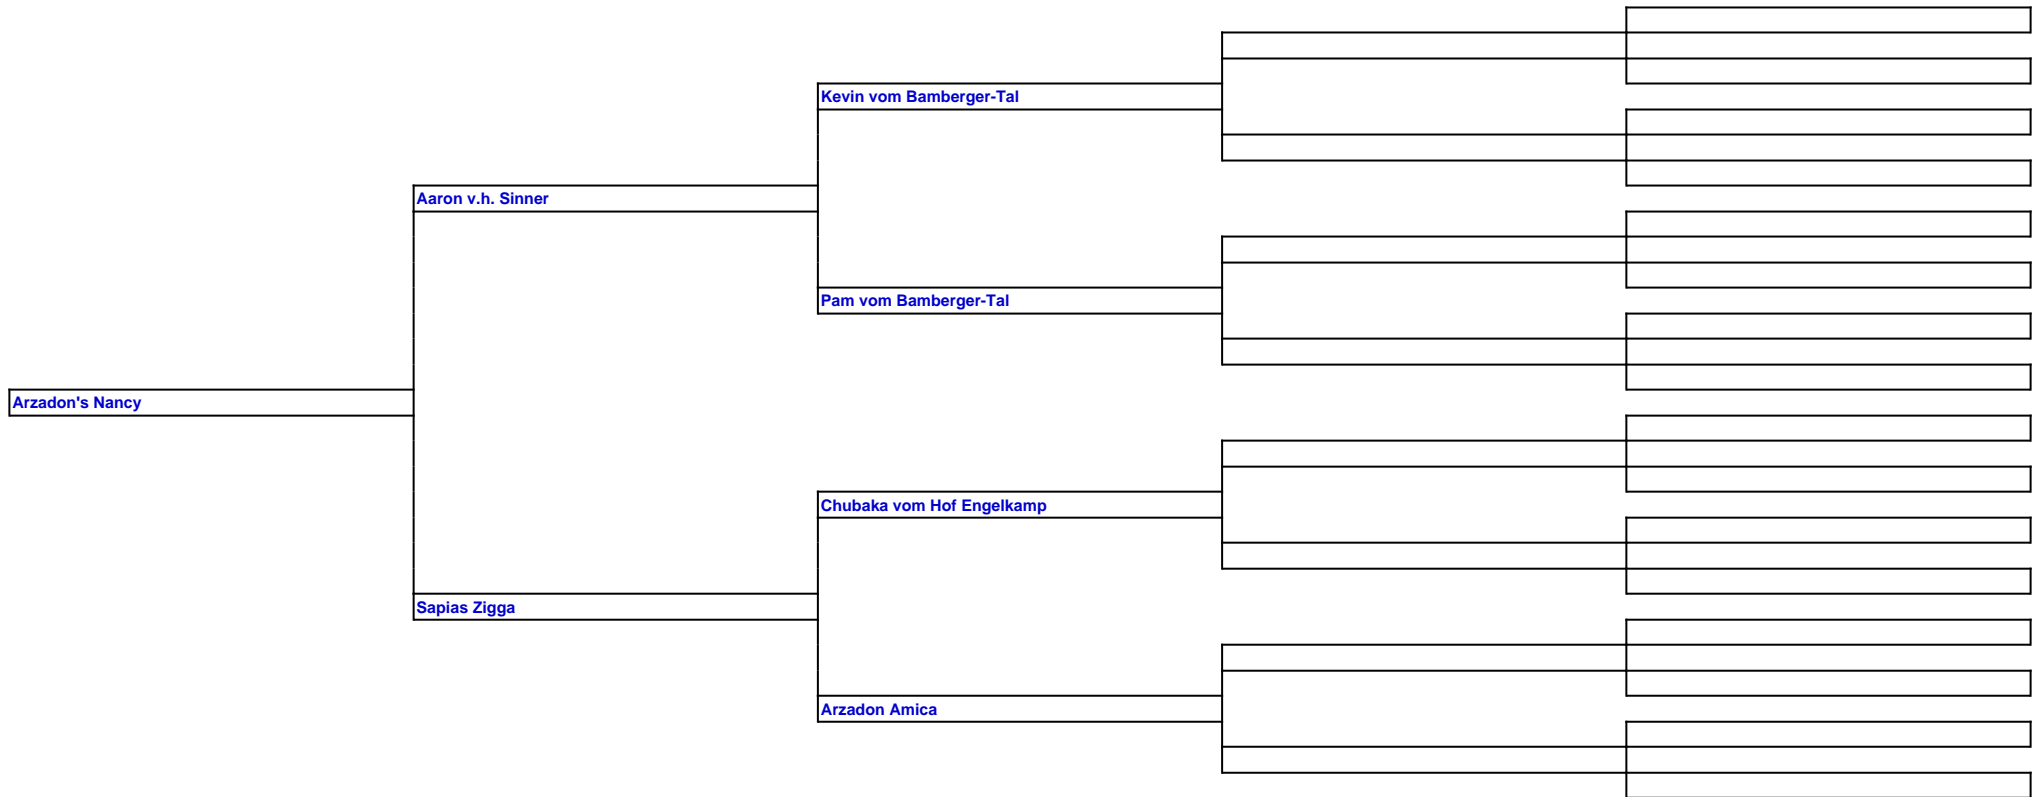 Kevin vom Bamberger-Tal
Aaron v.h. Sinner
Pam vom Bamberger-Tal
Arzadon's Nancy
Chubaka vom Hof Engelkamp
Sapias Zigga
Arzadon Amica